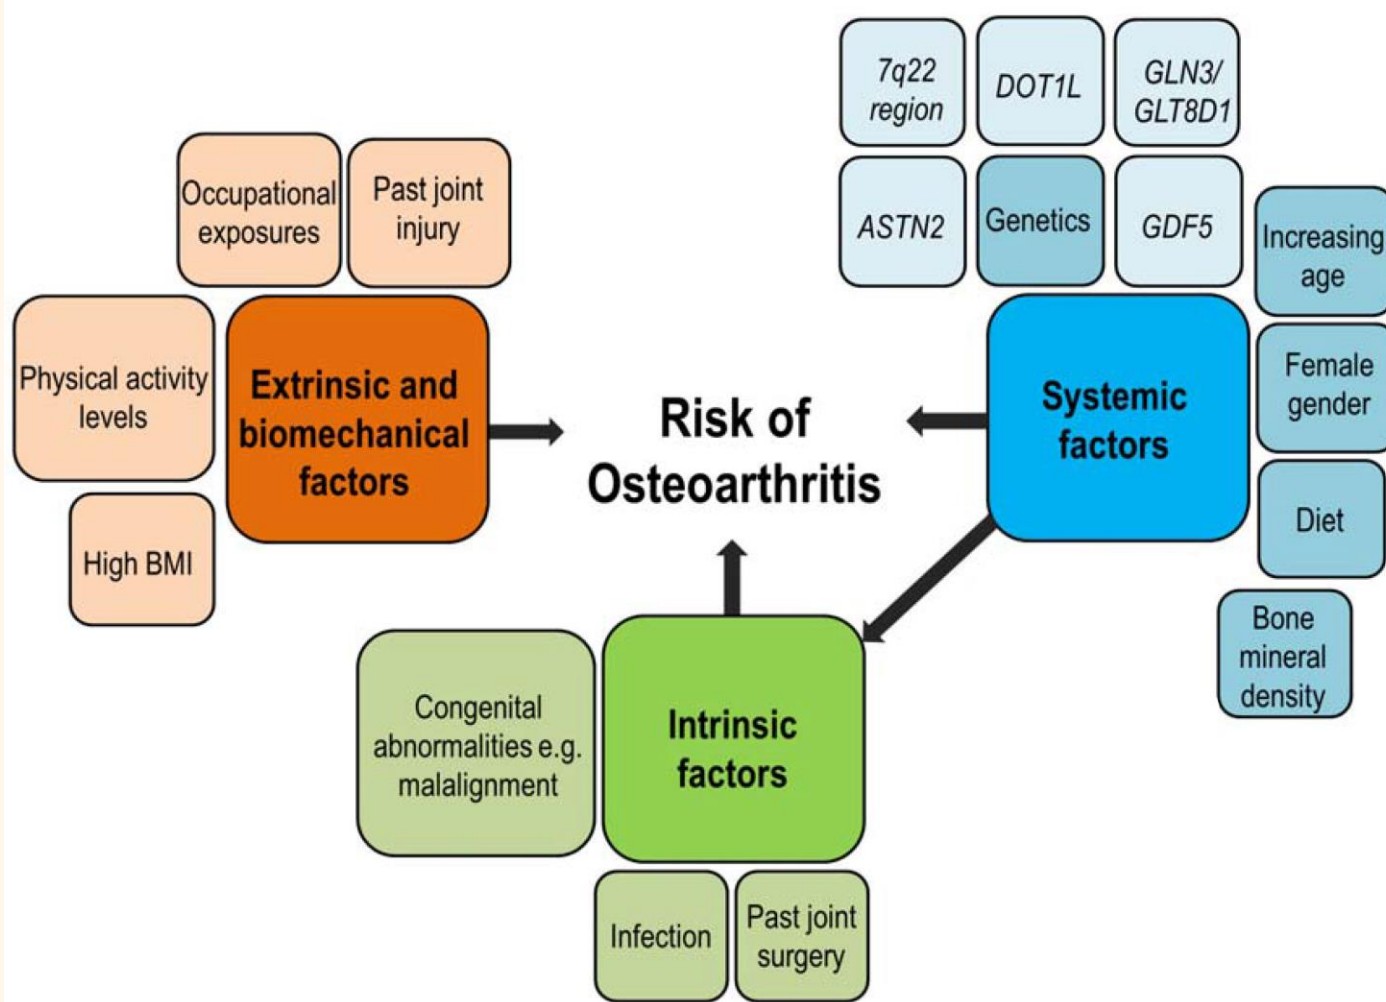 7q22
region
DOT1L
GLN3/
GLT8D1
Occupational
exposures
Past joint
injury
ASTN2
Genetics
GDF5
Increasing
age
Physical activity
levels
Extrinsic and
biomechanical
factors
Risk of
Osteoarthritis
Systemic
factors
Female
gender
High BMI
Diet
Bone
mineral
density
Congenital
abnormalities e.g.
malalignment
Intrinsic
factors
Infection
Past joint
surgery